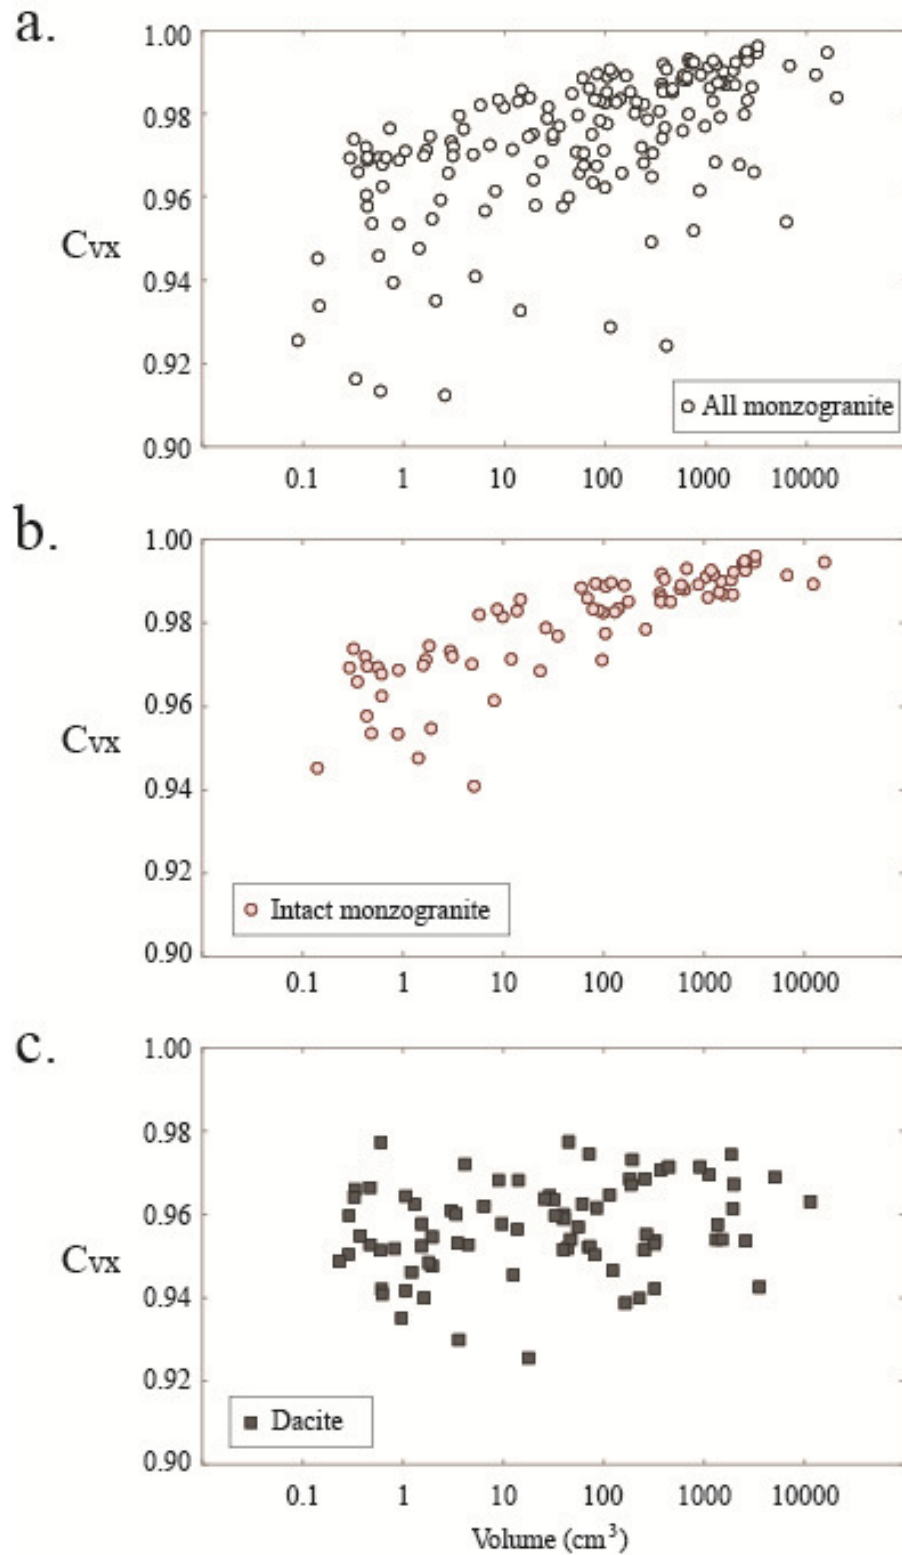 a.
1.00
0.98
0.96
Cvx
0.94
0.92
All monzogranite
0.90
0.1 1 10 100 1000 10000
b.
1.00
0.98
0.96
Cvx
0.94
0.92
Intact monzogranite
0.90
0.1 1 10 100 1000 10000
c.
1.00
0.98
0.96
Cvx
0.94
0.92
Dacite
0.90
0.1 1 10 100 1000 10000
Volume (cm³)